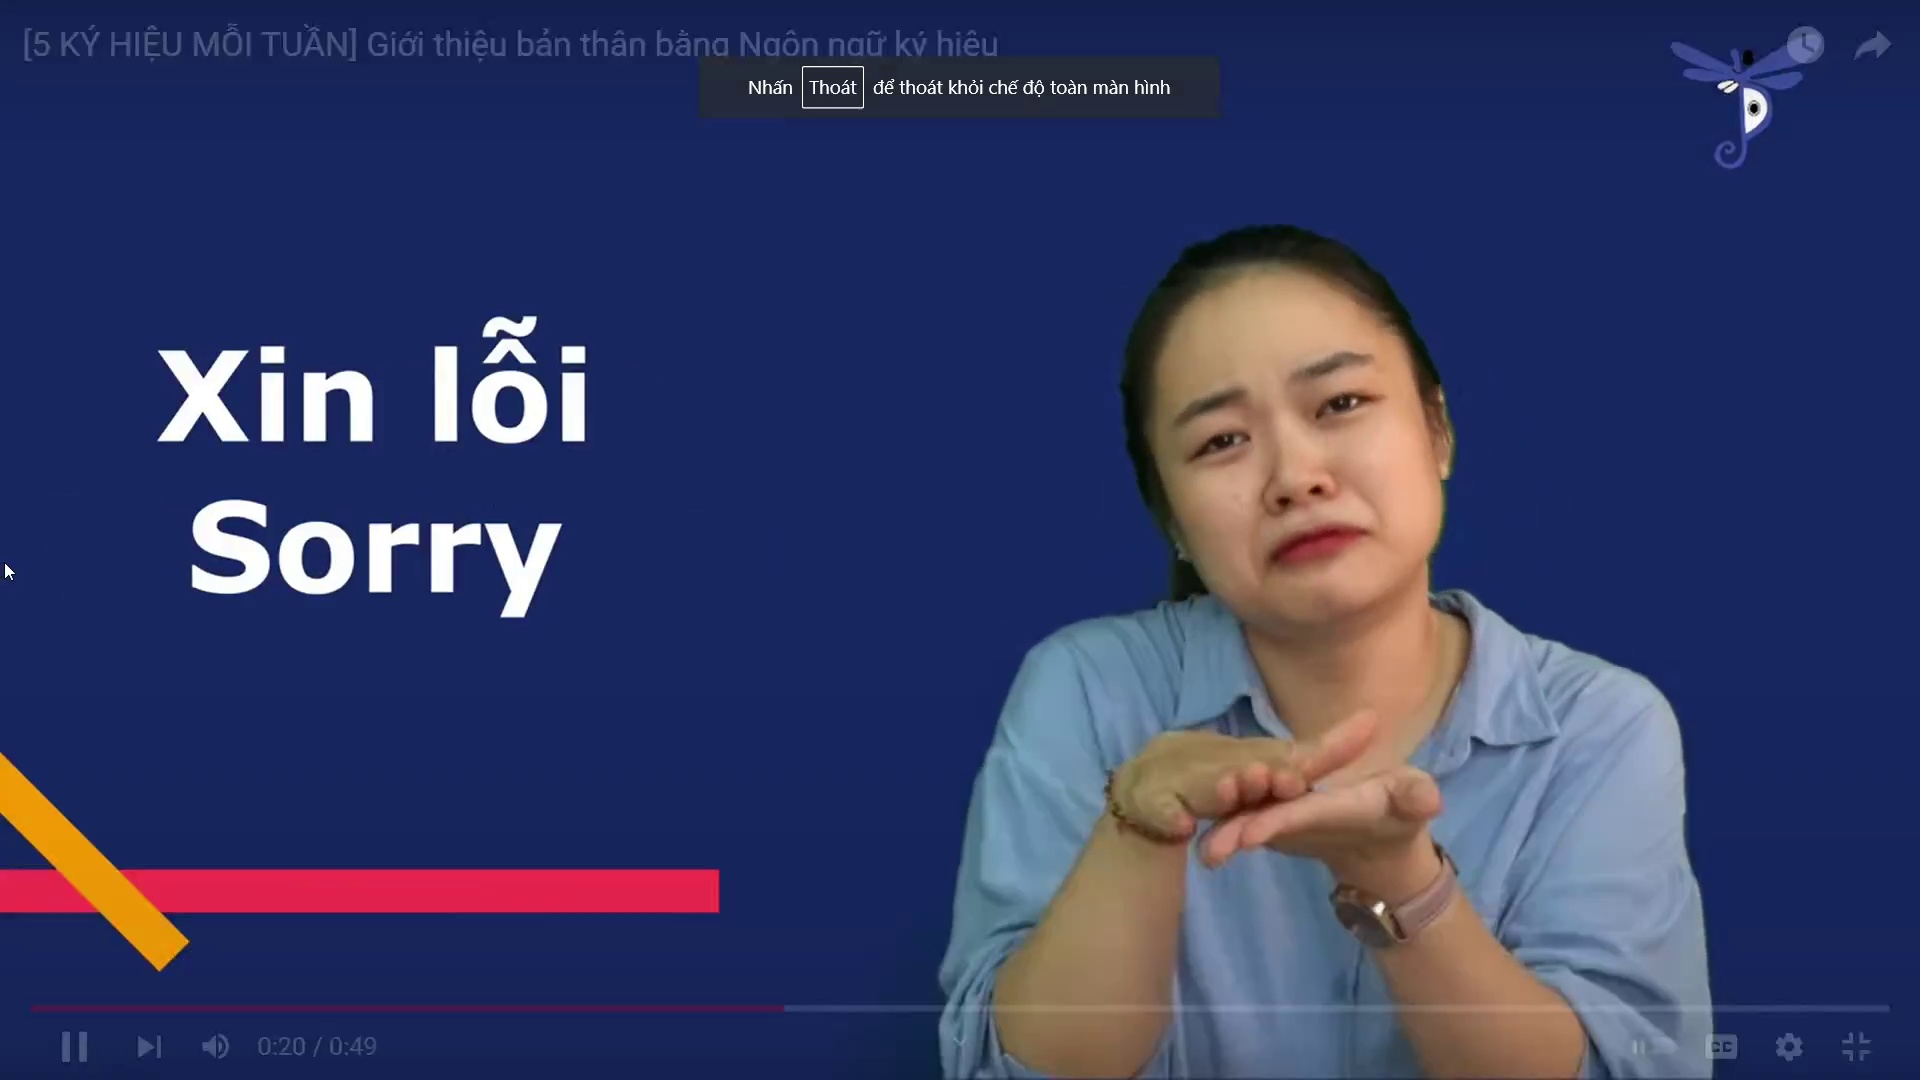 [5 KÝ HIỆU MỖI TUẦN] Giới thiệu bản thân bằng Ngôn ngữ ký hiệu
Nhấn Thoát để thoát khỏi chế độ toàn màn hình
Xin lỗi
Sorry
0:20 / 0:49
CC